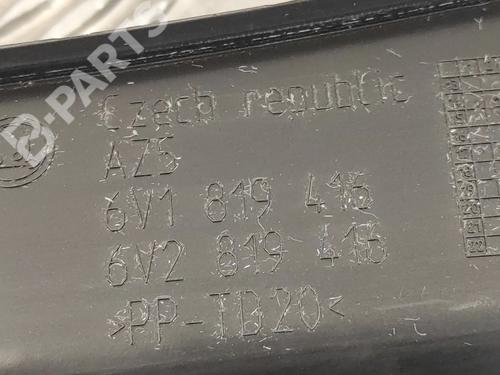 B-PARTS
Czech republic
AZ5
6V1 819 416
6V2 819 416
>PP-TD20<